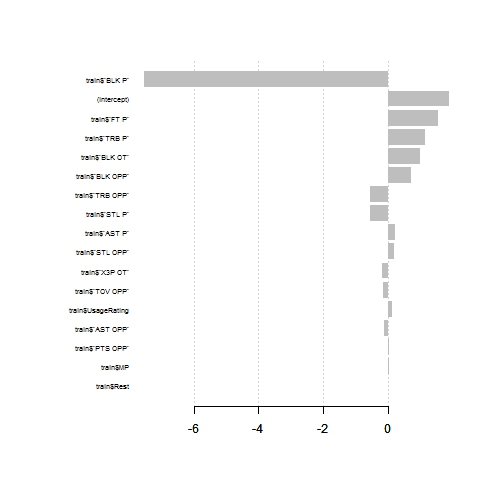 train$`BLK P`
(Intercept)
train$`FT P`
train$`TRB P`
train$`BLK OT`
train$`BLK OPP`
train$`TRB OPP`
train$`STL P`
train$`AST P`
train$`STL OPP`
train$`X3P OT`
train$`TOV OPP`
train$UsageRating
train$`AST OPP`
train$`PTS OPP`
train$MP
train$Rest
-6 -4 -2 0